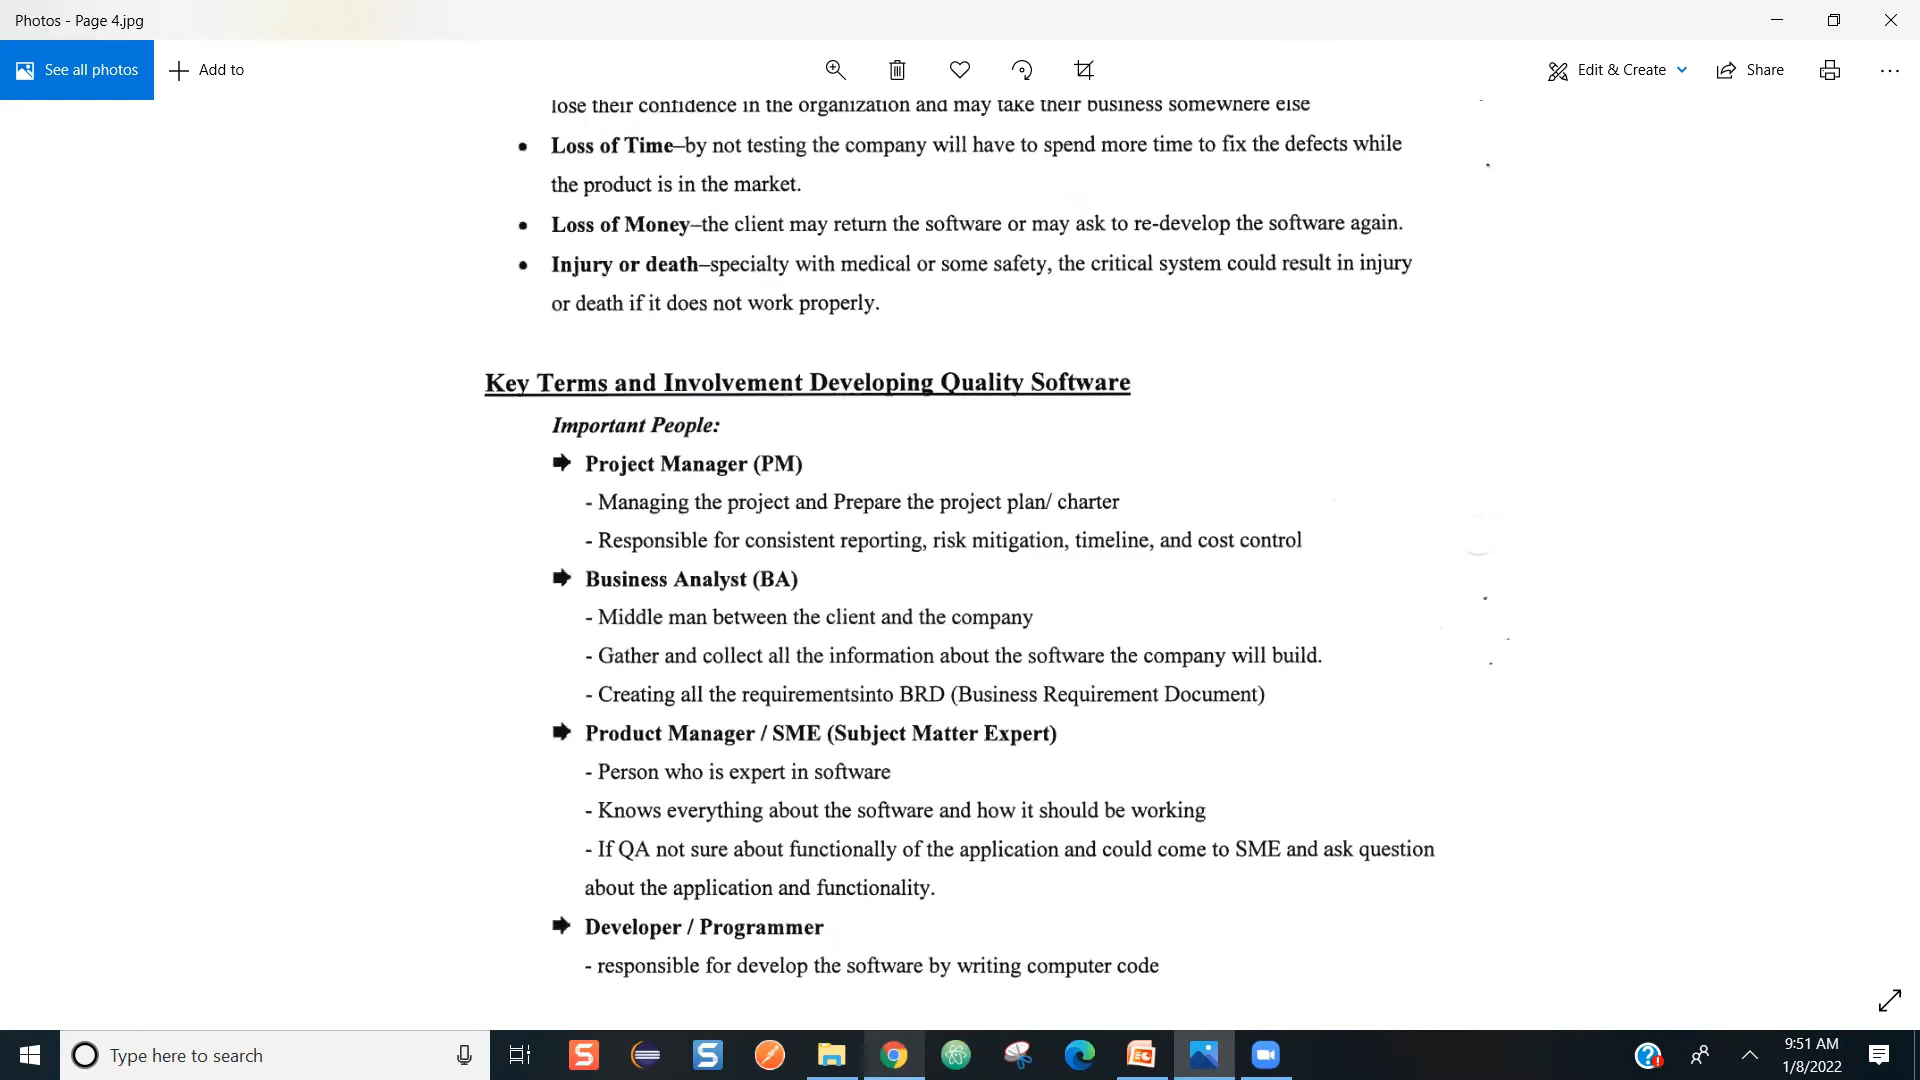 Photos - Page 4.jpg
See all photos
Add to
Edit & Create
Share
lose their confidence in the organization and may take their business somewhere else
• Loss of Time–by not testing the company will have to spend more time to fix the defects while
the product is in the market.
• Loss of Money–the client may return the software or may ask to re-develop the software again.
• Injury or death–specialty with medical or some safety, the critical system could result in injury
or death if it does not work properly.
Key Terms and Involvement Developing Quality Software
Important People:
Project Manager (PM)
- Managing the project and Prepare the project plan/ charter
- Responsible for consistent reporting, risk mitigation, timeline, and cost control
Business Analyst (BA)
- Middle man between the client and the company
- Gather and collect all the information about the software the company will build.
- Creating all the requirementsinto BRD (Business Requirement Document)
Product Manager / SME (Subject Matter Expert)
- Person who is expert in software
- Knows everything about the software and how it should be working
- If QA not sure about functionally of the application and could come to SME and ask question
about the application and functionality.
Developer / Programmer
- responsible for develop the software by writing computer code
Type here to search
9:51 AM
1/8/2022